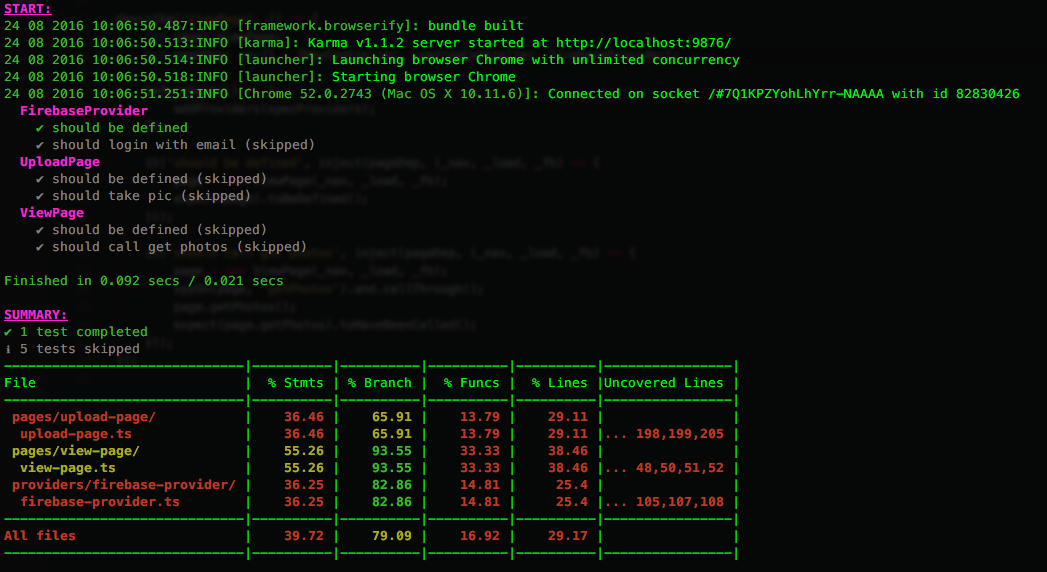 START:
24 08 2016 10:06:50.487:INFO [framework.browserify]: bundle built
24 08 2016 10:06:50.513:INFO [karma]: Karma v1.1.2 server started at http://localhost:9876/
24 08 2016 10:06:50.514:INFO [launcher]: Launching browser Chrome with unlimited concurrency
24 08 2016 10:06:50.518:INFO [launcher]: Starting browser Chrome
24 08 2016 10:06:51.251:INFO [Chrome 52.0.2743 (Mac OS X 10.11.6)]: Connected on socket /#7Q1KPZYohLhYrr-NAAAA with id 82830426
FirebaseProvider
✔ should be defined
✔ should login with email (skipped)
UploadPage
✔ should be defined (skipped)
✔ should take pic (skipped)
ViewPage
✔ should be defined (skipped)
✔ should call get photos (skipped)
Finished in 0.092 secs / 0.021 secs
SUMMARY:
✔ 1 test completed
ℹ 5 tests skipped
----------------------------|----------|----------|----------|----------|----------------|
File | % Stmts | % Branch | % Funcs | % Lines |Uncovered Lines |
----------------------------|----------|----------|----------|----------|----------------|
pages/upload-page/ | 36.46 | 65.91 | 13.79 | 29.11 | |
upload-page.ts | 36.46 | 65.91 | 13.79 | 29.11 |... 198,199,205 |
pages/view-page/ | 55.26 | 93.55 | 33.33 | 38.46 | |
view-page.ts | 55.26 | 93.55 | 33.33 | 38.46 |... 48,50,51,52 |
providers/firebase-provider/ | 36.25 | 82.86 | 14.81 | 25.4 | |
firebase-provider.ts | 36.25 | 82.86 | 14.81 | 25.4 |... 105,107,108 |
----------------------------|----------|----------|----------|----------|----------------|
All files | 39.72 | 79.09 | 16.92 | 29.17 | |
----------------------------|----------|----------|----------|----------|----------------|